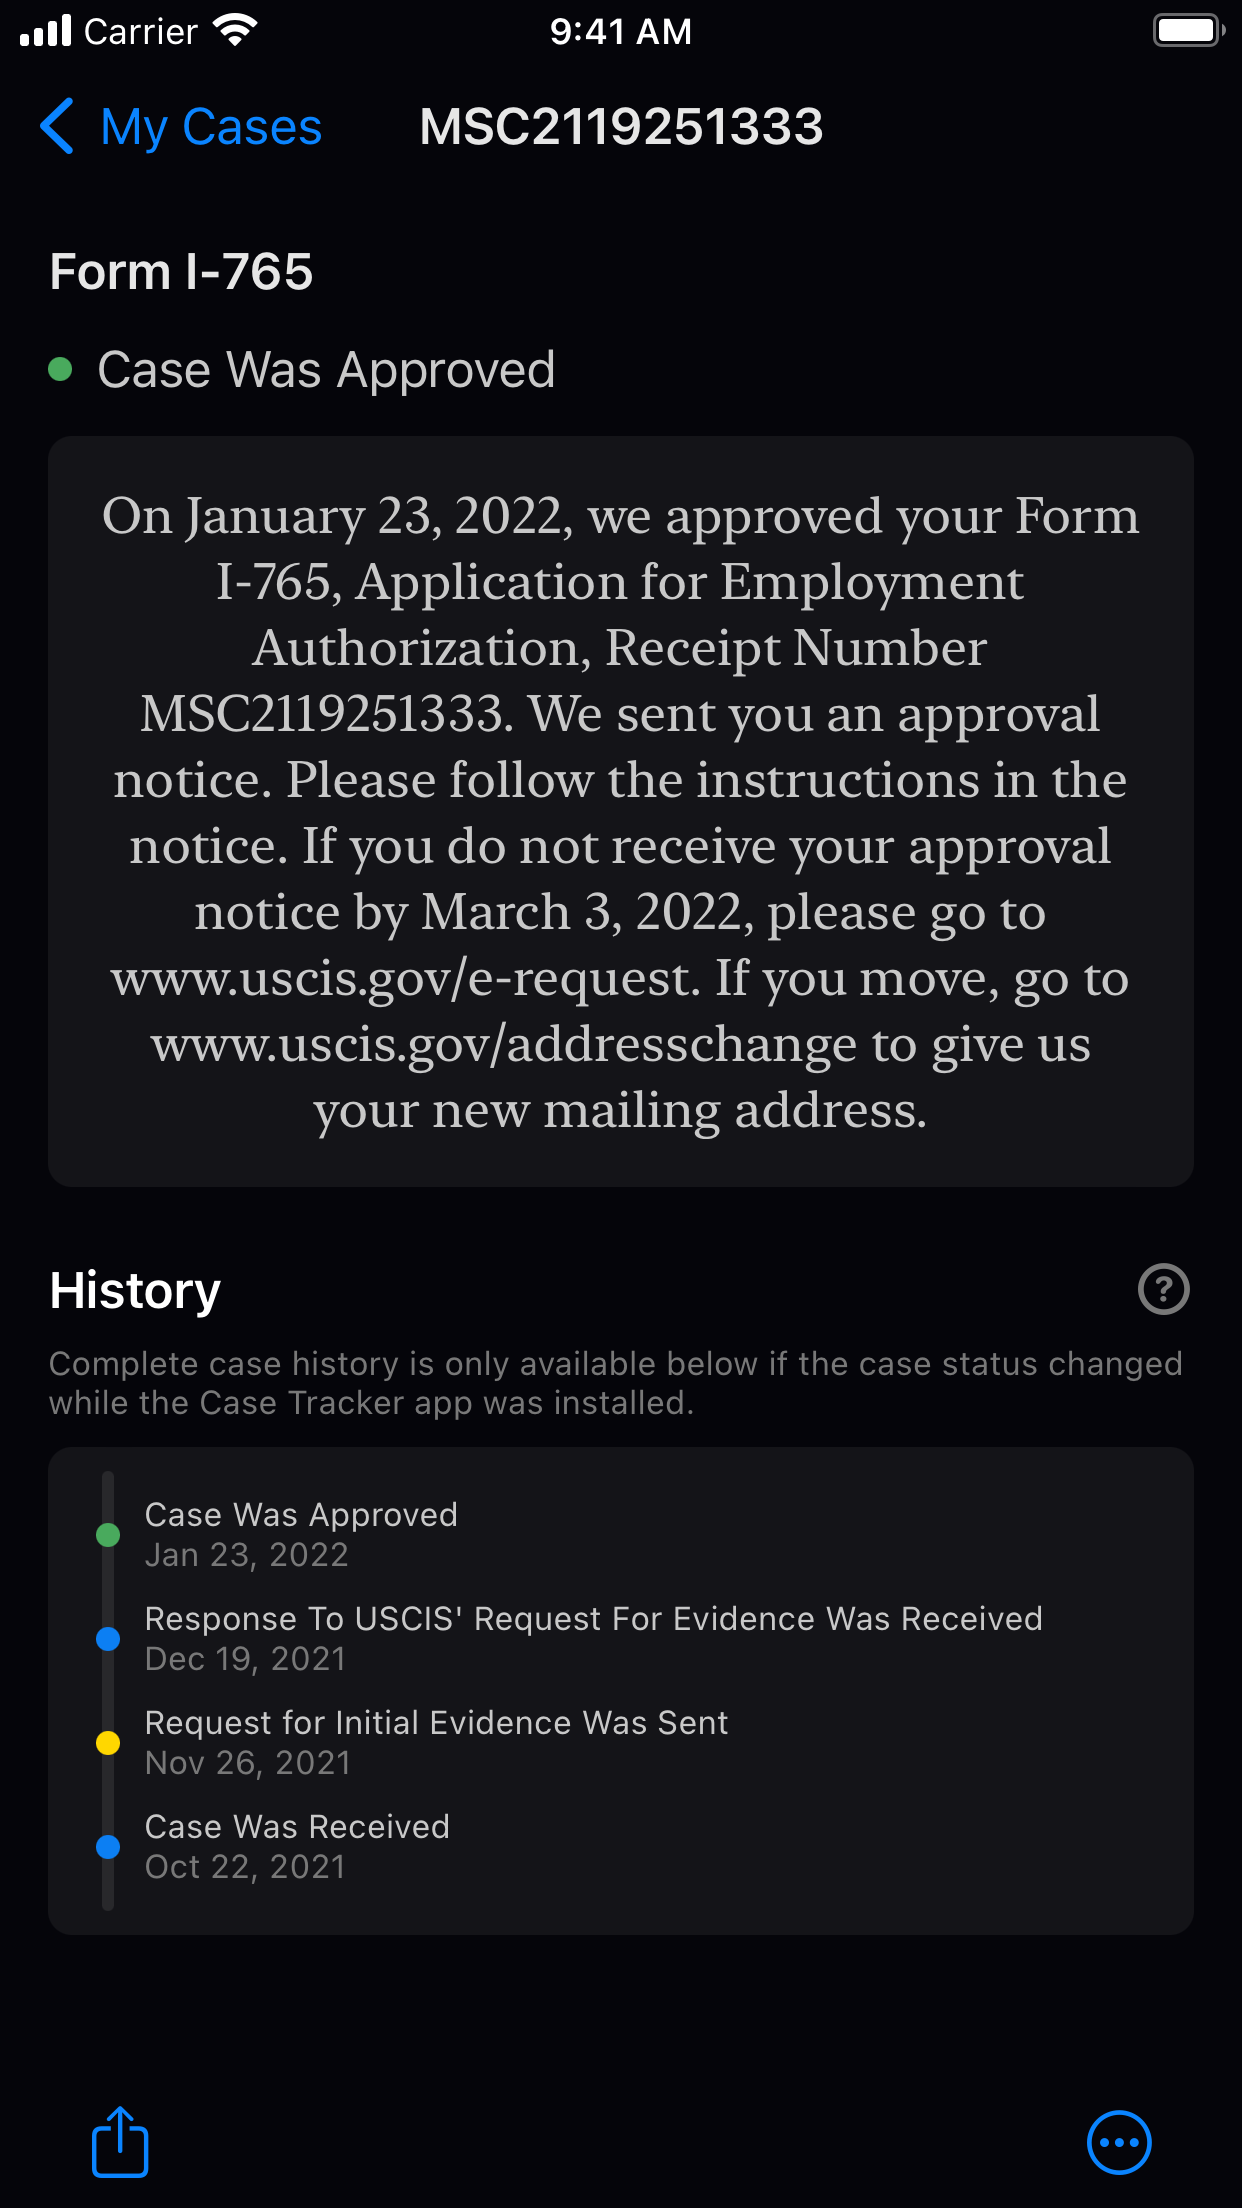 Carrier
9:41 AM
My Cases
MSC2119251333
Form I-765
Case Was Approved
On January 23, 2022, we approved your Form
I-765, Application for Employment
Authorization, Receipt Number
MSC2119251333. We sent you an approval
notice. Please follow the instructions in the
notice. If you do not receive your approval
notice by March 3, 2022, please go to
www.uscis.gov/e-request. If you move, go to
www.uscis.gov/addresschange to give us
your new mailing address.
History
?
Complete case history is only available below if the case status changed
while the Case Tracker app was installed.
Case Was Approved
Jan 23, 2022
Response To USCIS' Request For Evidence Was Received
Dec 19, 2021
Request for Initial Evidence Was Sent
Nov 26, 2021
Case Was Received
Oct 22, 2021